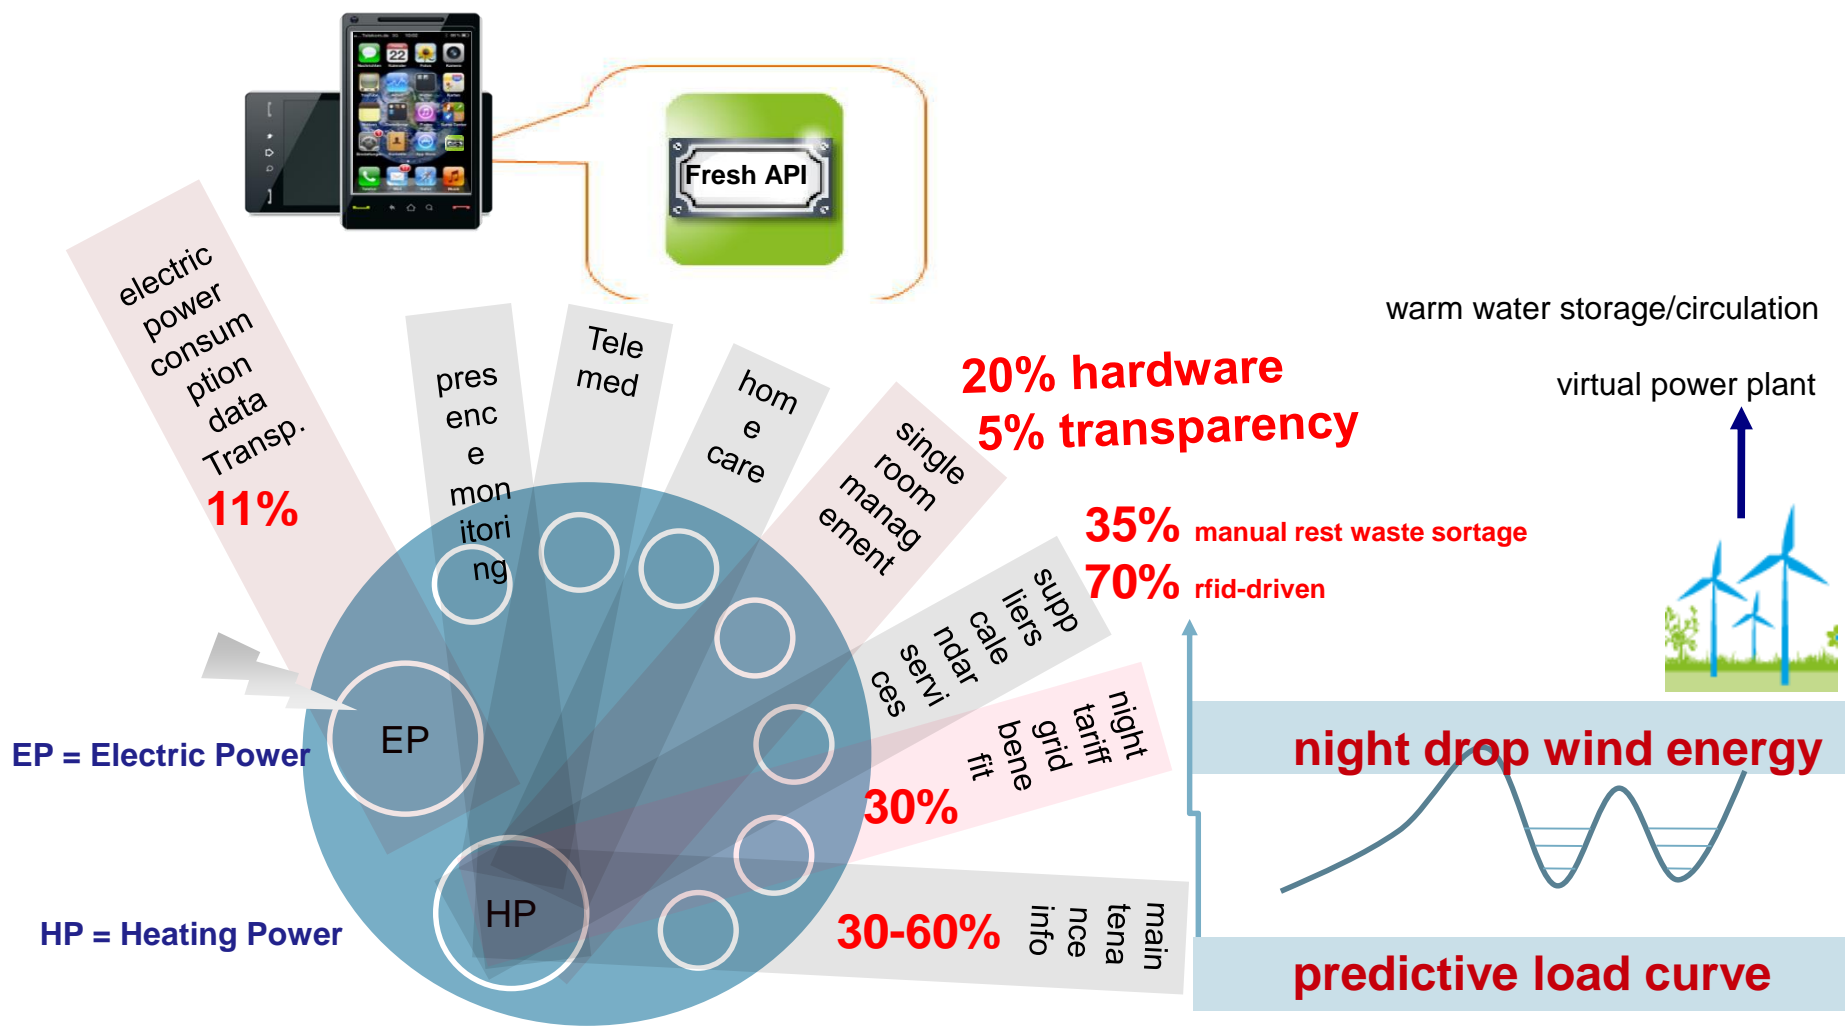 Fresh API
electric
power
consum
ption
data
Transp.
11%
pres
enc
e
mon
itori
ng
Tele
med
hom
e
care
single
room
manag
ement
20% hardware
5% transparency
warm water storage/circulation
virtual power plant
35% manual rest waste sortage
70% rfid-driven
supp
liers
cale
ndar
servi
ces
night
tariff
grid
bene
fit
30%
main
tena
nce
info
30-60%
EP
EP = Electric Power
HP
HP = Heating Power
night drop wind energy
predictive load curve